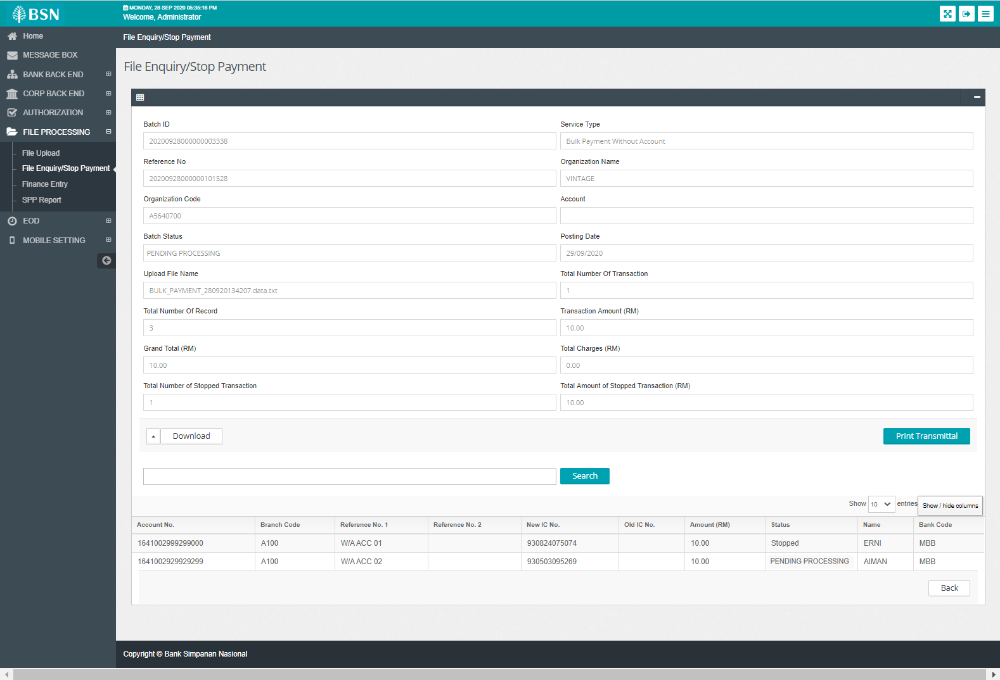 BSN
MONDAY, 28 SEP 2020 05:35:16 PM
Welcome, Administrator
Home
MESSAGE BOX
BANK BACK END
CORP BACK END
AUTHORIZATION
FILE PROCESSING
File Upload
File Enquiry/Stop Payment
Finance Entry
SPP Report
EOD
MOBILE SETTING
File Enquiry/Stop Payment
File Enquiry/Stop Payment
Batch ID
Service Type
20200928000000003338
Bulk Payment Without Account
Reference No
Organization Name
20200928000000101528
VINTAGE
Organization Code
Account
A5640700
Batch Status
Posting Date
PENDING PROCESSING
29/09/2020
Upload File Name
Total Number Of Transaction
BULK_PAYMENT_280920134207.data.txt
1
Total Number Of Record
Transaction Amount (RM)
3
10.00
Grand Total (RM)
Total Charges (RM)
10.00
0.00
Total Number of Stopped Transaction
Total Amount of Stopped Transaction (RM)
1
10.00
Download
Print Transmittal
Search
Show 10 entries
Show / hide columns
Account No. Branch Code Reference No. 1 Reference No. 2 New IC No. Old IC No. Amount (RM) Status Name Bank Code
1641002999299000 A100 W/A ACC 01 930824075074 10.00 Stopped ERNI MBB
1641002929929299 A100 W/A ACC 02 930503095269 10.00 PENDING PROCESSING AIMAN MBB
Back
Copyright © Bank Simpanan Nasional